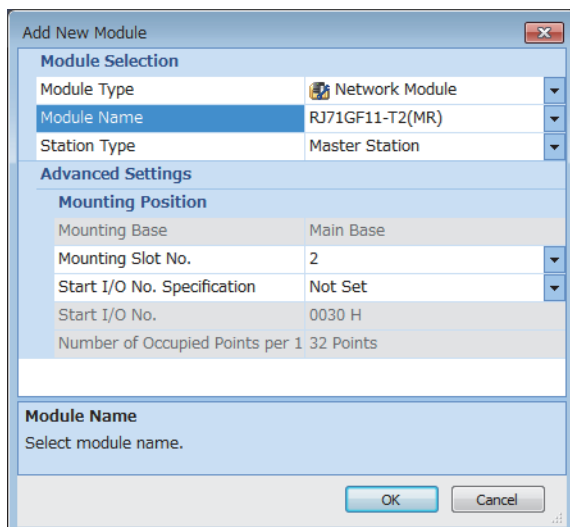 Add New Module
Module Selection
Module Type Network Module
Module Name RJ71GF11-T2(MR)
Station Type Master Station
Advanced Settings
Mounting Position
Mounting Base Main Base
Mounting Slot No. 2
Start I/O No. Specification Not Set
Start I/O No. 0030 H
Number of Occupied Points per 1 32 Points
Module Name
Select module name.
OK Cancel